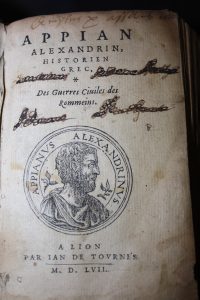 APPIAN
ALEXANDRIN,
HISTORIEN
GREC,
*
Des Guerres Ciuiles des
Rommeins.
APPIANVS ALEXANDRINVS
A LION
PAR IAN DE TOVRNES.
M. D. LVII.